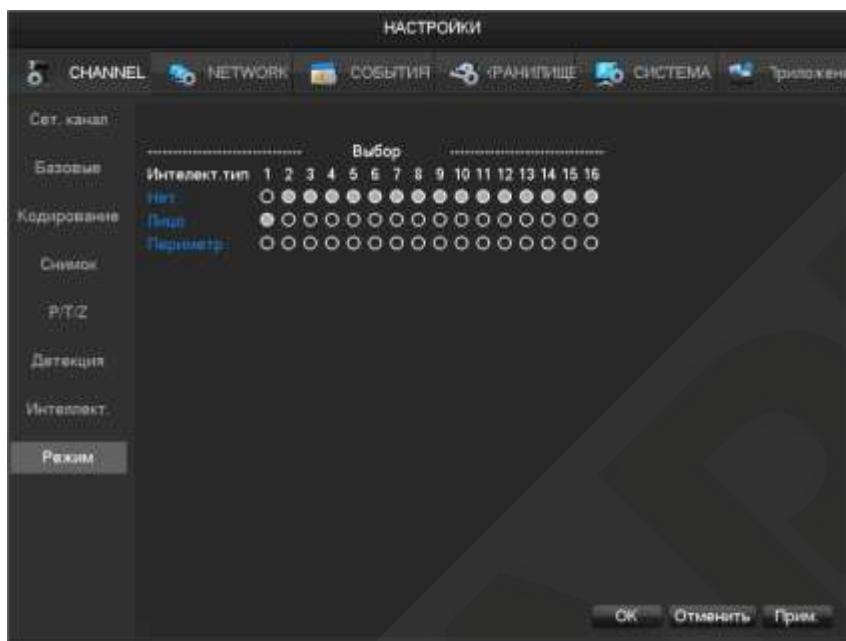 НАСТРОЙКИ
CHANNEL NETWORK СОБЫТИЯ ХРАНИЛИЩЕ СИСТЕМА Приложени
Сет. канал
Базовые
Кодирование
Снимок
P/T/Z
Детекция
Интеллект.
Режим
Выбор
Интелект.тип 1 2 3 4 5 6 7 8 9 10 11 12 13 14 15 16
Нет
Лицо
Периметр
OK Отменить Прим.